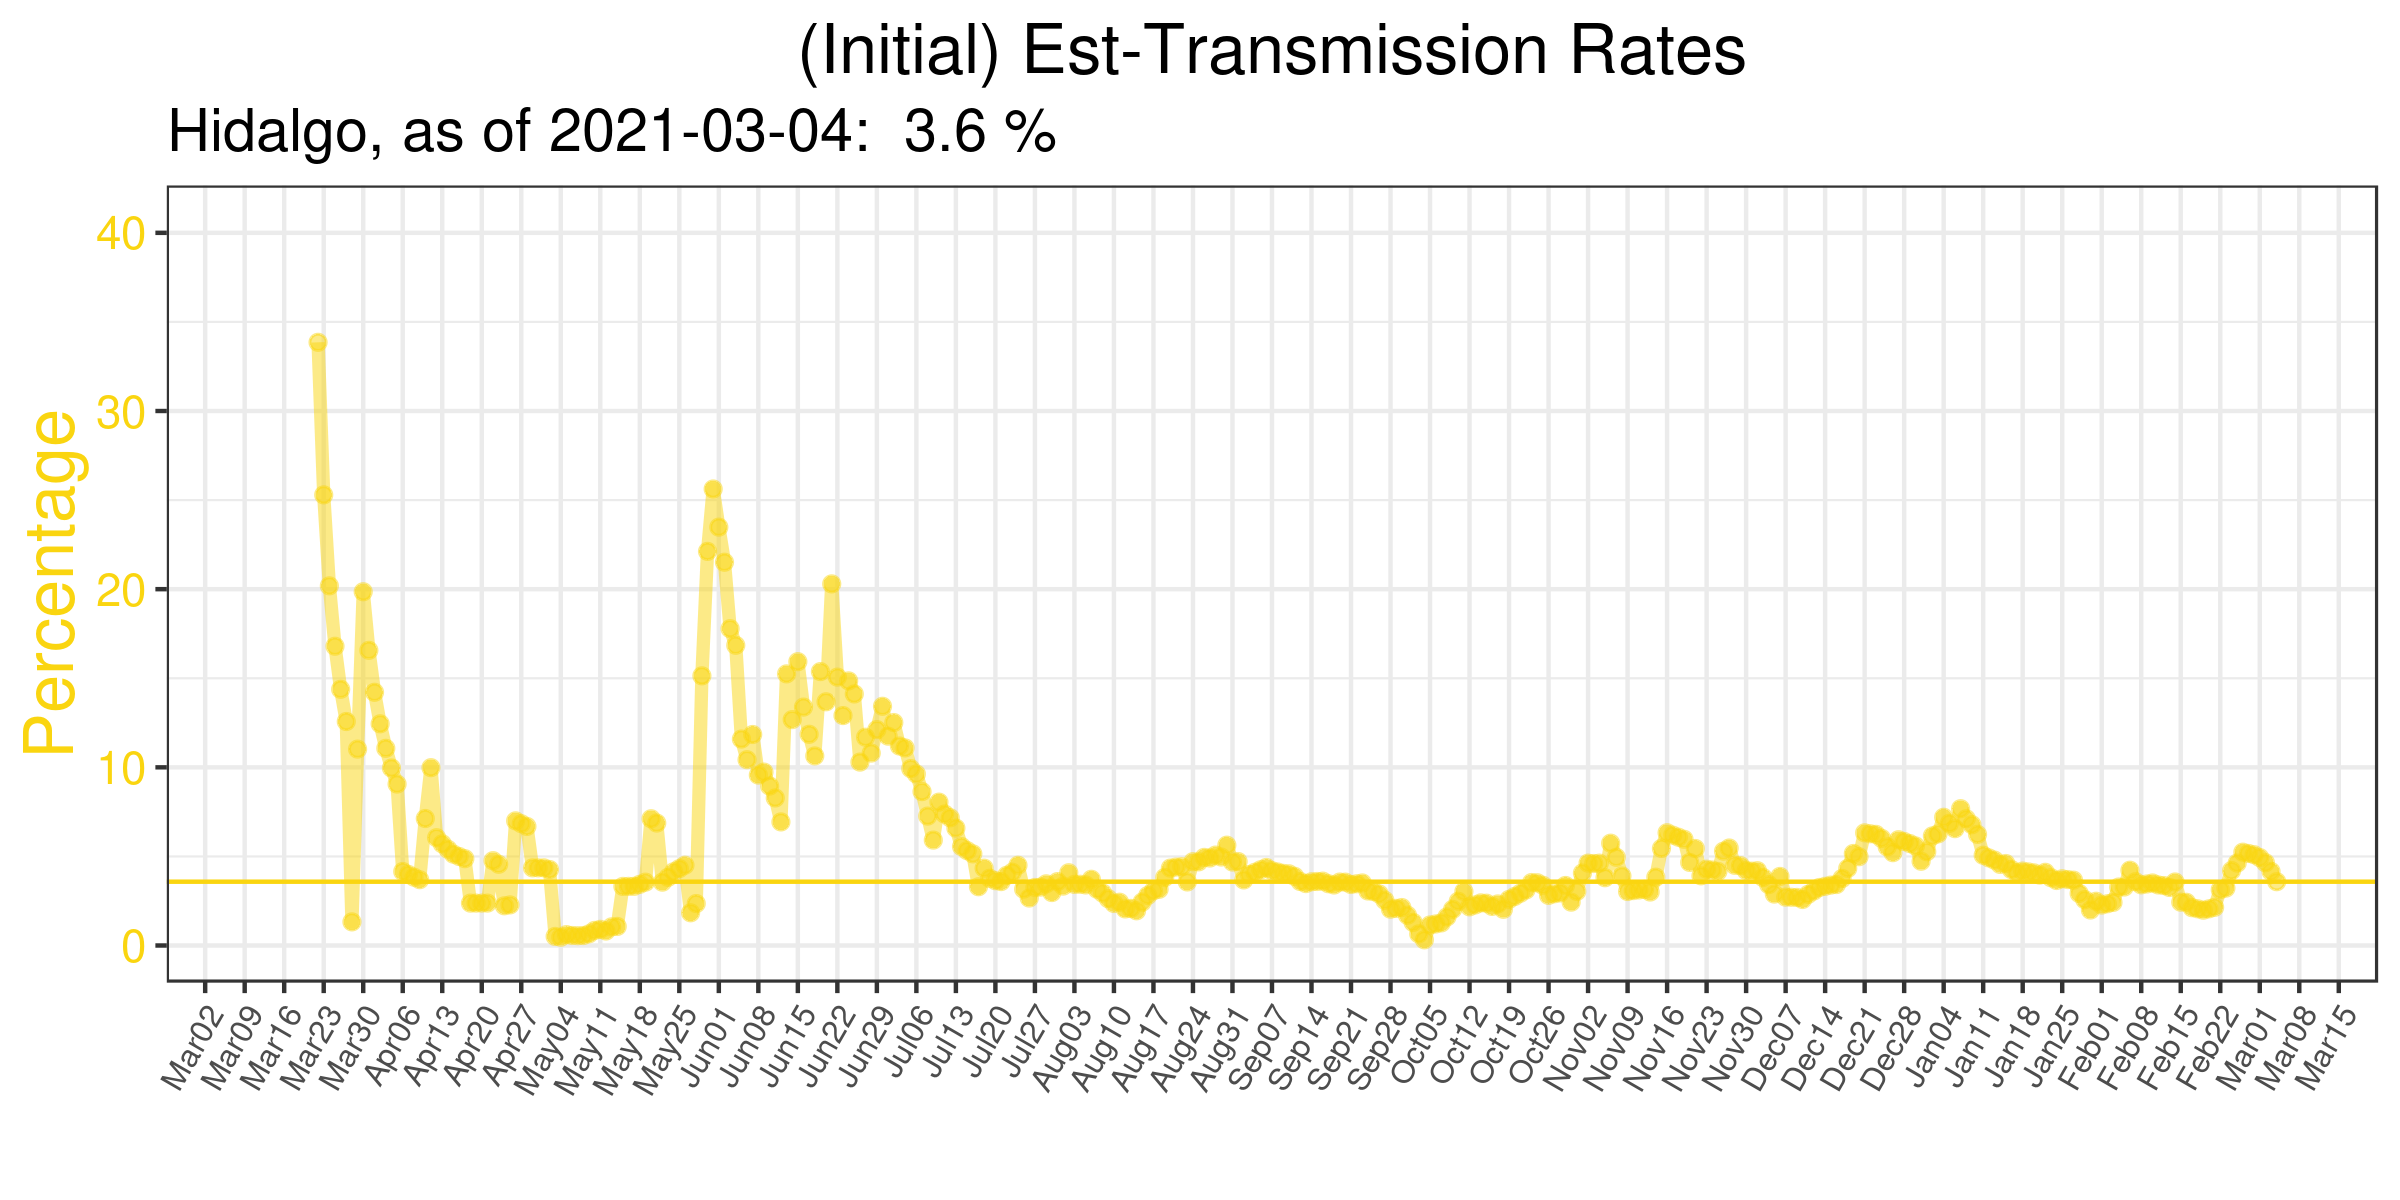 (Initial) Est-Transmission Rates
Hidalgo, as of 2021-03-04:  3.6 %
Percentage
40
30
20
10
0
Mar02
Mar09
Mar16
Mar23
Mar30
Apr06
Apr13
Apr20
Apr27
May04
May11
May18
May25
Jun01
Jun08
Jun15
Jun22
Jun29
Jul06
Jul13
Jul20
Jul27
Aug03
Aug10
Aug17
Aug24
Aug31
Sep07
Sep14
Sep21
Sep28
Oct05
Oct12
Oct19
Oct26
Nov02
Nov09
Nov16
Nov23
Nov30
Dec07
Dec14
Dec21
Dec28
Jan04
Jan11
Jan18
Jan25
Feb01
Feb08
Feb15
Feb22
Mar01
Mar08
Mar15